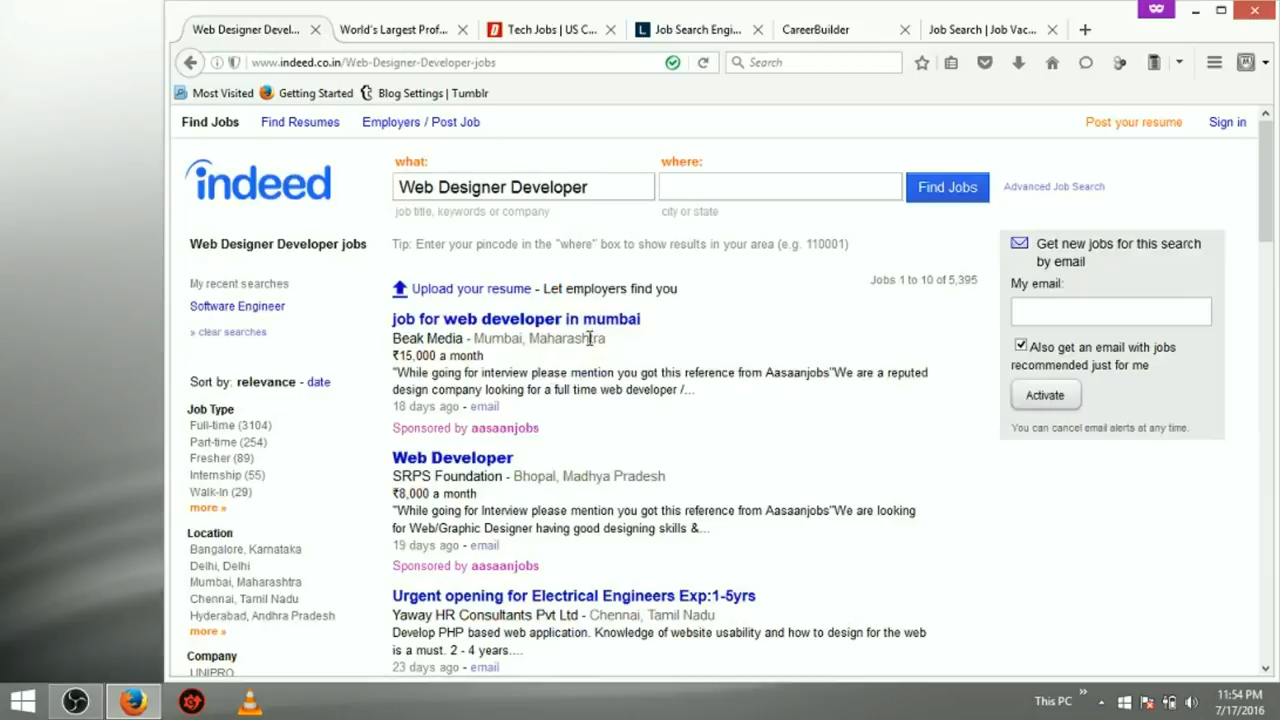 Web Designer Devel...
World's Largest Prof...
Tech Jobs | US C...
Job Search Engi...
CareerBuilder
Job Search | Job Vac...
www.indeed.co.in/Web-Designer-Developer-jobs
Search
Most Visited
Getting Started
Blog Settings | Tumblr
Find Jobs
Find Resumes
Employers / Post Job
Post your resume
Sign in
indeed
what:
where:
Web Designer Developer
Find Jobs
Advanced Job Search
job title, keywords or company
city or state
Web Designer Developer jobs
Tip: Enter your pincode in the "where" box to show results in your area (e.g. 110001)
My recent searches
Software Engineer
» clear searches
Sort by: relevance - date
Job Type
Full-time (3104)
Part-time (254)
Fresher (89)
Internship (55)
Walk-In (29)
more »
Location
Bangalore, Karnataka
Delhi, Delhi
Mumbai, Maharashtra
Chennai, Tamil Nadu
Hyderabad, Andhra Pradesh
more »
Company
UNIPRO
Jobs 1 to 10 of 5,395
Upload your resume - Let employers find you
job for web developer in mumbai
Beak Media - Mumbai, Maharashtra
₹15,000 a month
"While going for interview please mention you got this reference from Aasaanjobs"We are a reputed
design company looking for a full time web developer /...
18 days ago - email
Sponsored by aasaanjobs
Web Developer
SRPS Foundation - Bhopal, Madhya Pradesh
₹8,000 a month
"While going for Interview please mention you got this reference from Aasaanjobs"We are looking
for Web/Graphic Designer having good designing skills &...
19 days ago - email
Sponsored by aasaanjobs
Urgent opening for Electrical Engineers Exp:1-5yrs
Yaway HR Consultants Pvt Ltd - Chennai, Tamil Nadu
Develop PHP based web application. Knowledge of website usability and how to design for the web
is a must. 2 - 4 years....
23 days ago - email
Get new jobs for this search
by email
My email:
Also get an email with jobs
recommended just for me
Activate
You can cancel email alerts at any time.
This PC
11:54 PM
7/17/2016